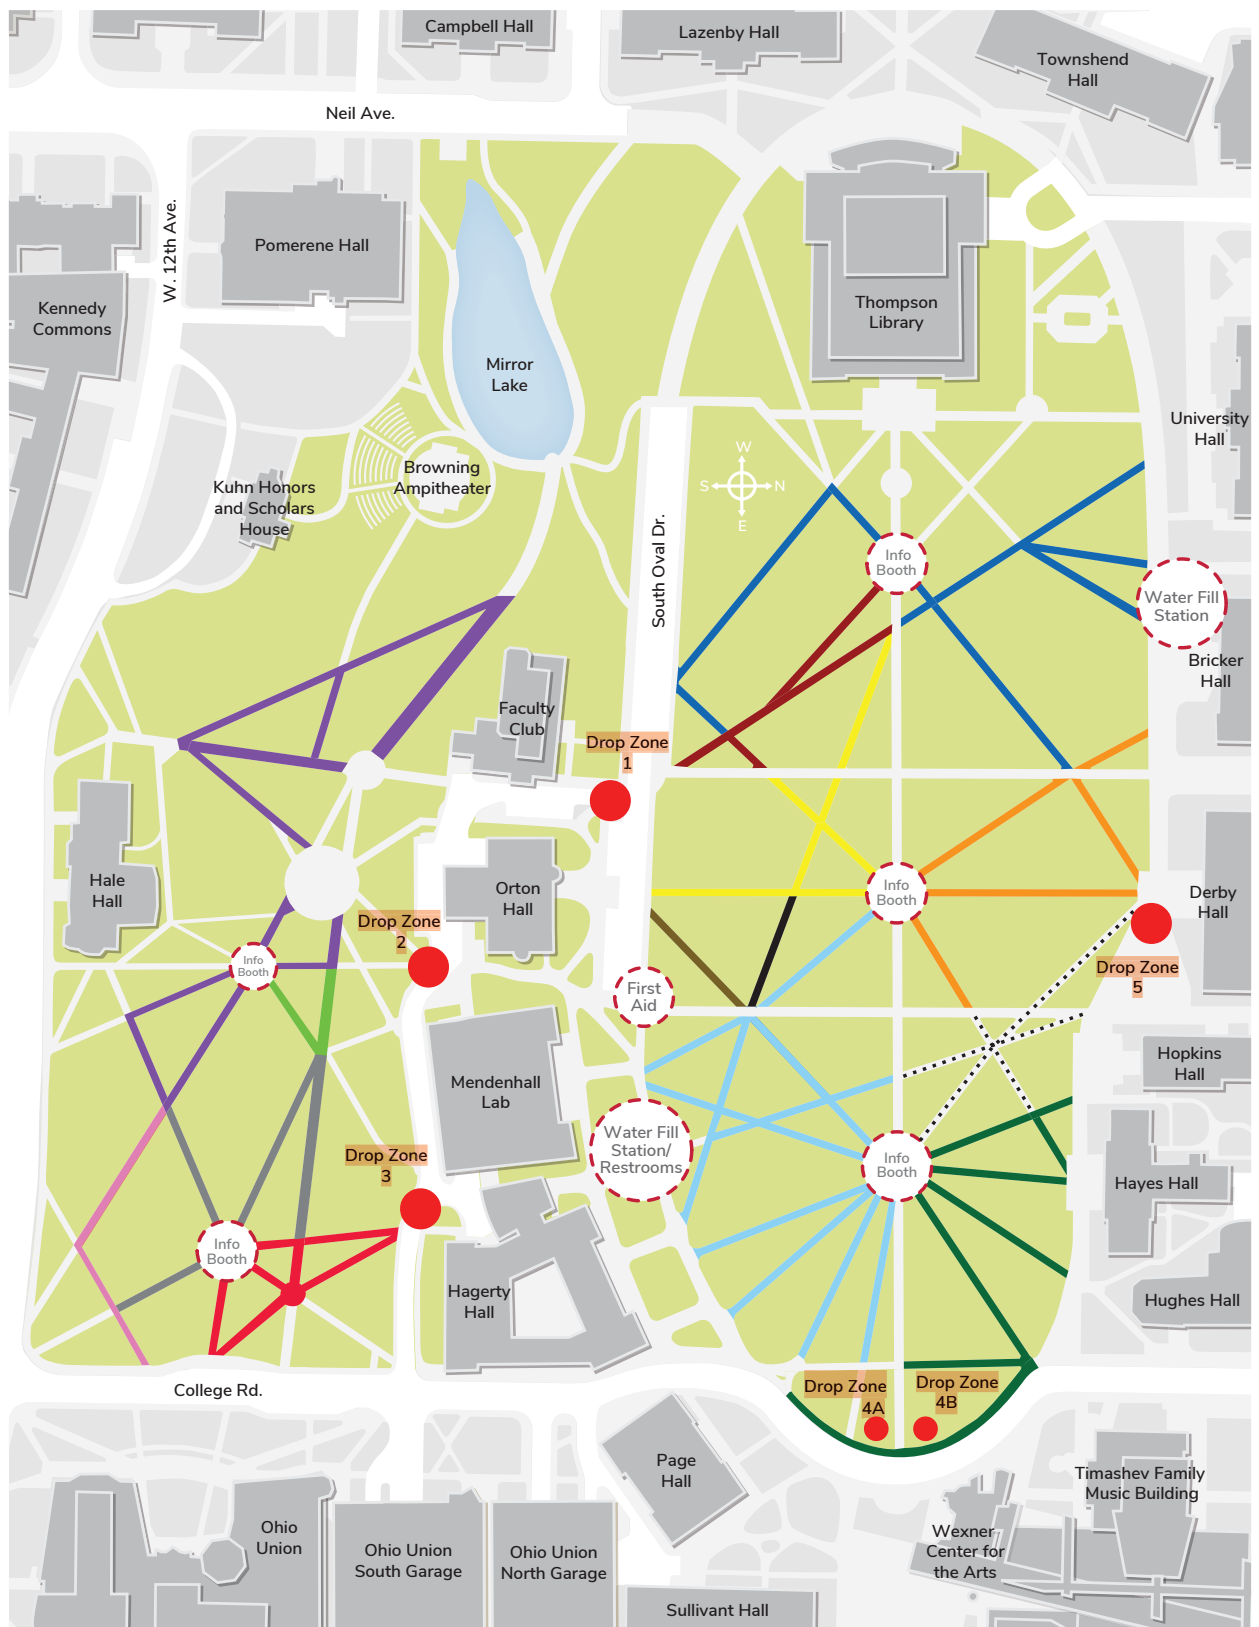 Campbell Hall
Lazenby Hall
Townshend
Hall
Neil Ave.
W. 12th Ave.
Pomerene Hall
Kennedy
Commons
Thompson
Library
Mirror
Lake
University
Hall
Browning
Ampitheater
Kuhn Honors
and Scholars
House
W
S
N
E
South Oval Dr.
Info
Booth
Water Fill
Station
Bricker
Hall
Faculty
Club
Drop Zone
1
Hale
Hall
Orton
Hall
Info
Booth
Derby
Hall
Drop Zone
2
Info
Booth
First
Aid
Drop Zone
5
Mendenhall
Lab
Hopkins
Hall
Water Fill
Station/
Restrooms
Info
Booth
Drop Zone
3
Hayes Hall
Info
Booth
Hagerty
Hall
Hughes Hall
College Rd.
Drop Zone
4A
Drop Zone
4B
Page
Hall
Timashev Family
Music Building
Ohio
Union
Ohio Union
South Garage
Ohio Union
North Garage
Wexner
Center for
the Arts
Sullivant Hall